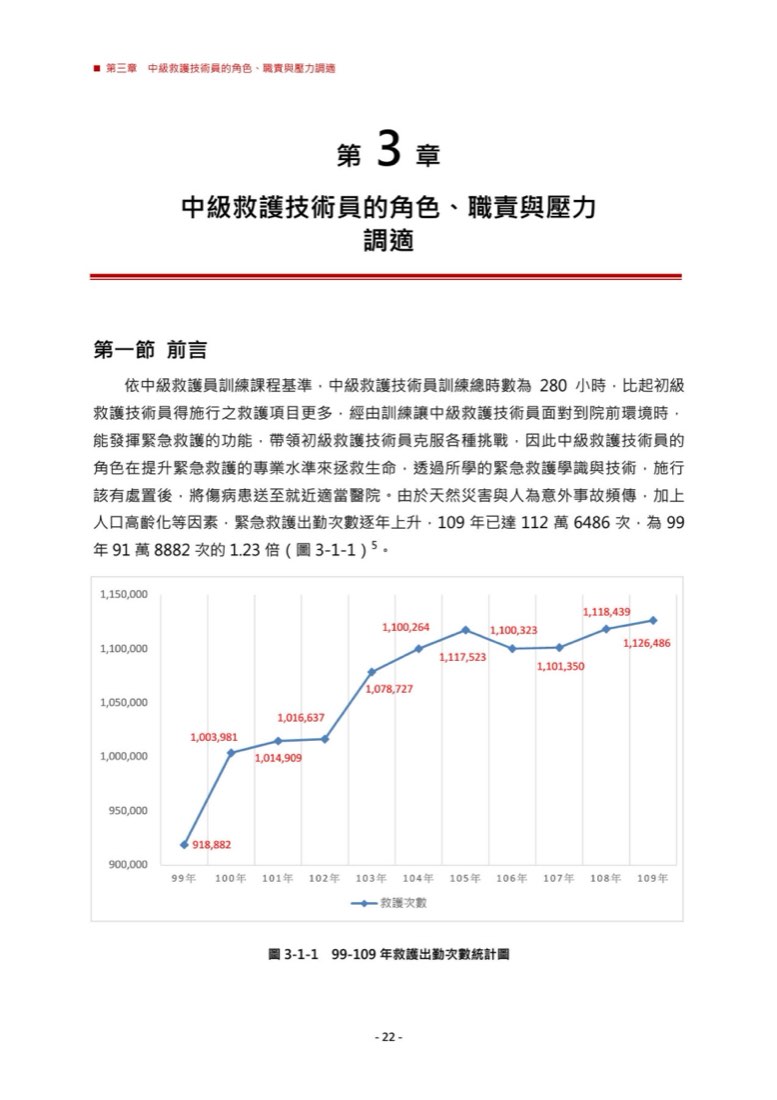 ■ 第三章 中級救護技術員的角色、職責與壓力調適
第 3 章
中級救護技術員的角色、職責與壓力
調適
第一節 前言
依中級救護員訓練課程基準，中級救護技術員訓練總時數為 280 小時，比起初級
救護技術員得施行之救護項目更多，經由訓練讓中級救護技術員面對到院前環境時，
能發揮緊急救護的功能，帶領初級救護技術員克服各種挑戰，因此中級救護技術員的
角色在提升緊急救護的專業水準來拯救生命，透過所學的緊急救護學識與技術，施行
該有處置後，將傷病患送至就近適當醫院。由於天然災害與人為意外事故頻傳，加上
人口高齡化等因素，緊急救護出勤次數逐年上升，109 年已達 112 萬 6486 次，為 99
年 91 萬 8882 次的 1.23 倍（圖 3-1-1）5。
1,150,000
1,100,000
1,050,000
1,000,000
950,000
900,000
918,882
1,003,981
1,014,909
1,016,637
1,078,727
1,100,264
1,117,523
1,100,323
1,101,350
1,118,439
1,126,486
99年 100年 101年 102年 103年 104年 105年 106年 107年 108年 109年
救護次數
圖 3-1-1 99-109 年救護出勤次數統計圖
- 22 -